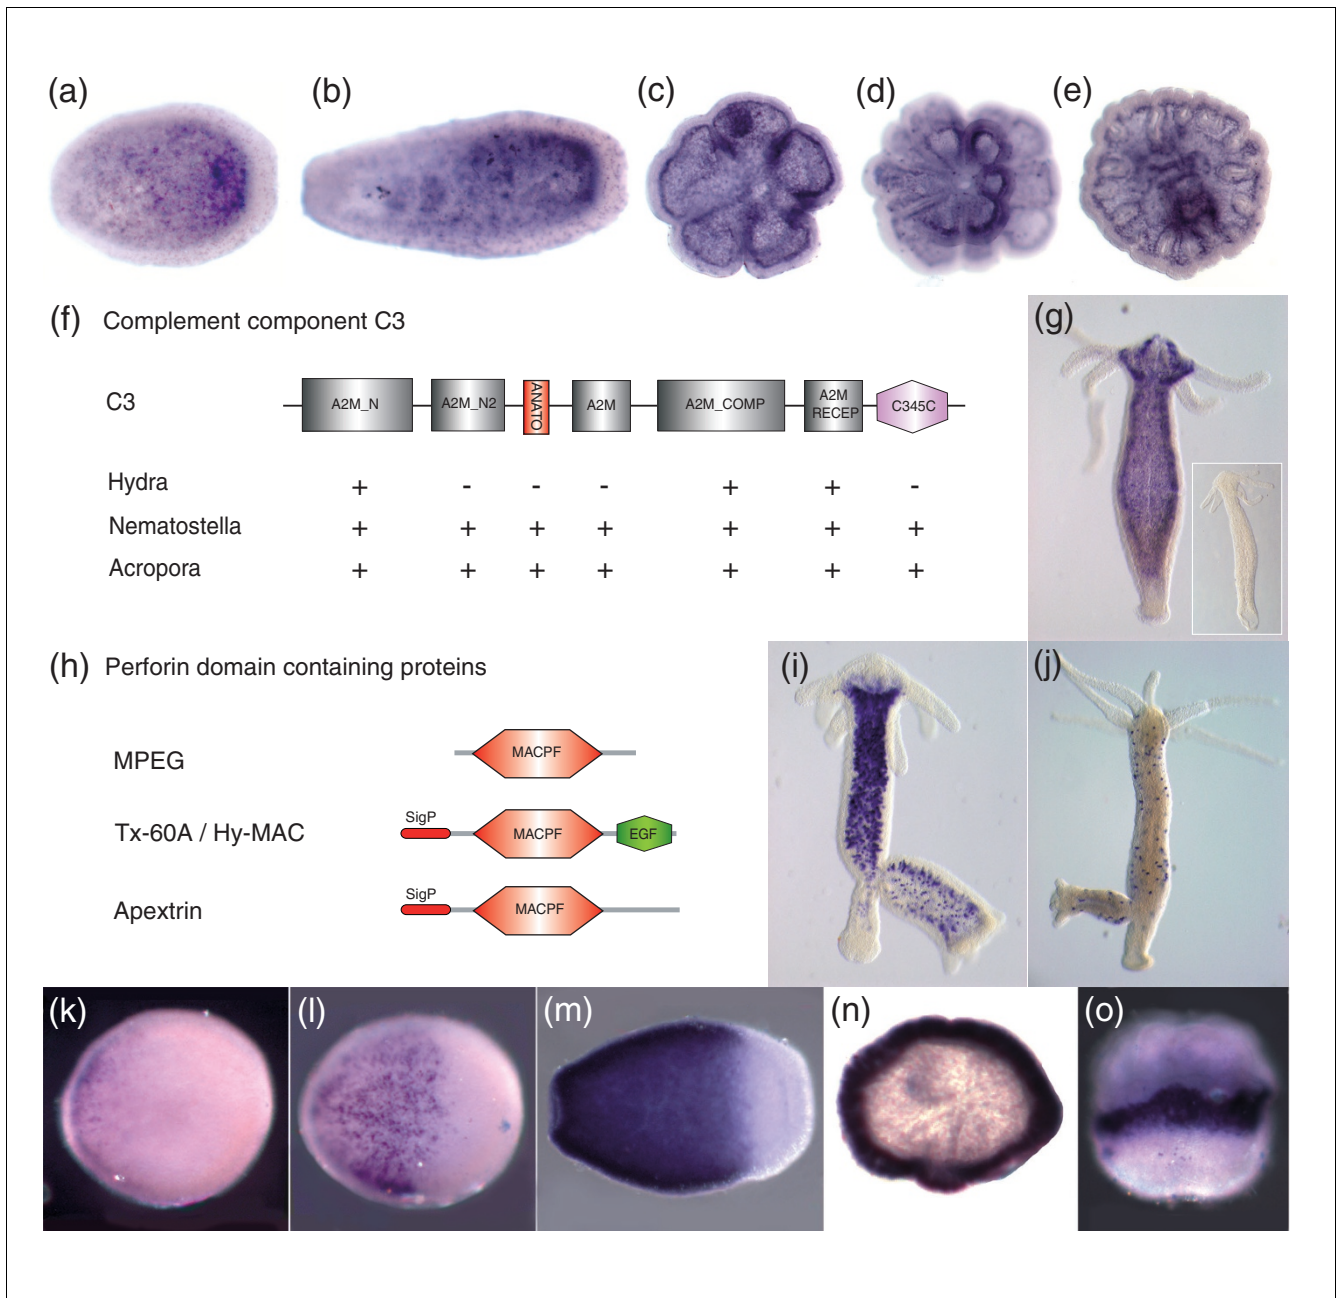 (a) (b) (c) (d) (e)
(f) Complement component C3
(g)
C3 A2M_N A2M_N2 ANATO A2M A2M_COMP A2M RECEP C345C
Hydra + - - - + + -
Nematostella + + + + + + +
Acropora + + + + + + +
(h) Perforin domain containing proteins
(i) (j)
MPEG MACPF
SigP
Tx-60A / Hy-MAC MACPF EGF
SigP
Apextrin MACPF
(k) (l) (m) (n) (o)